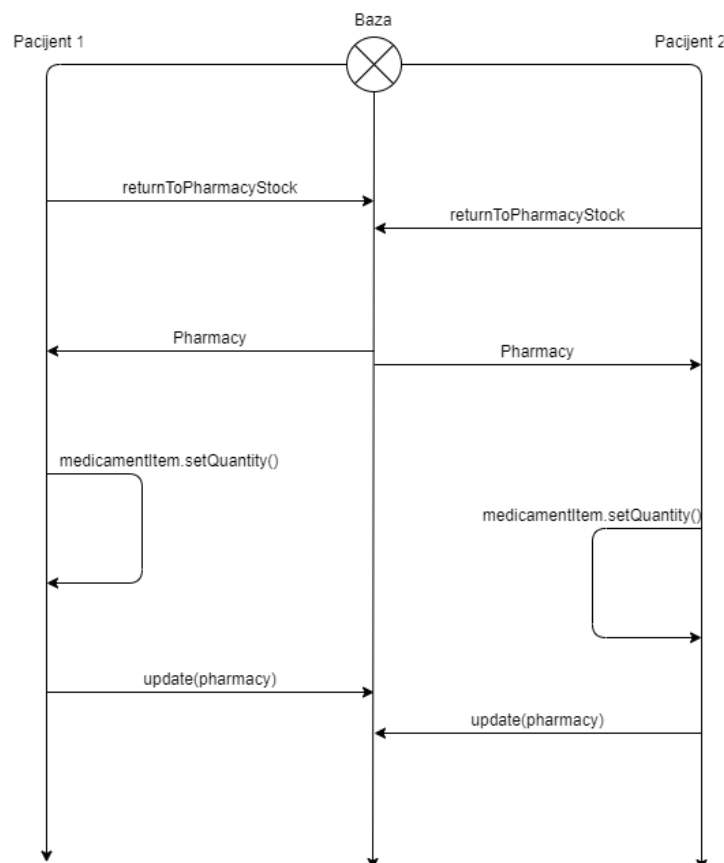 Baza
Pacijent 1
Pacijent 2
returnToPharmacyStock
returnToPharmacyStock
Pharmacy
Pharmacy
medicamentItem.setQuantity()
medicamentItem.setQuantity()
update(pharmacy)
update(pharmacy)